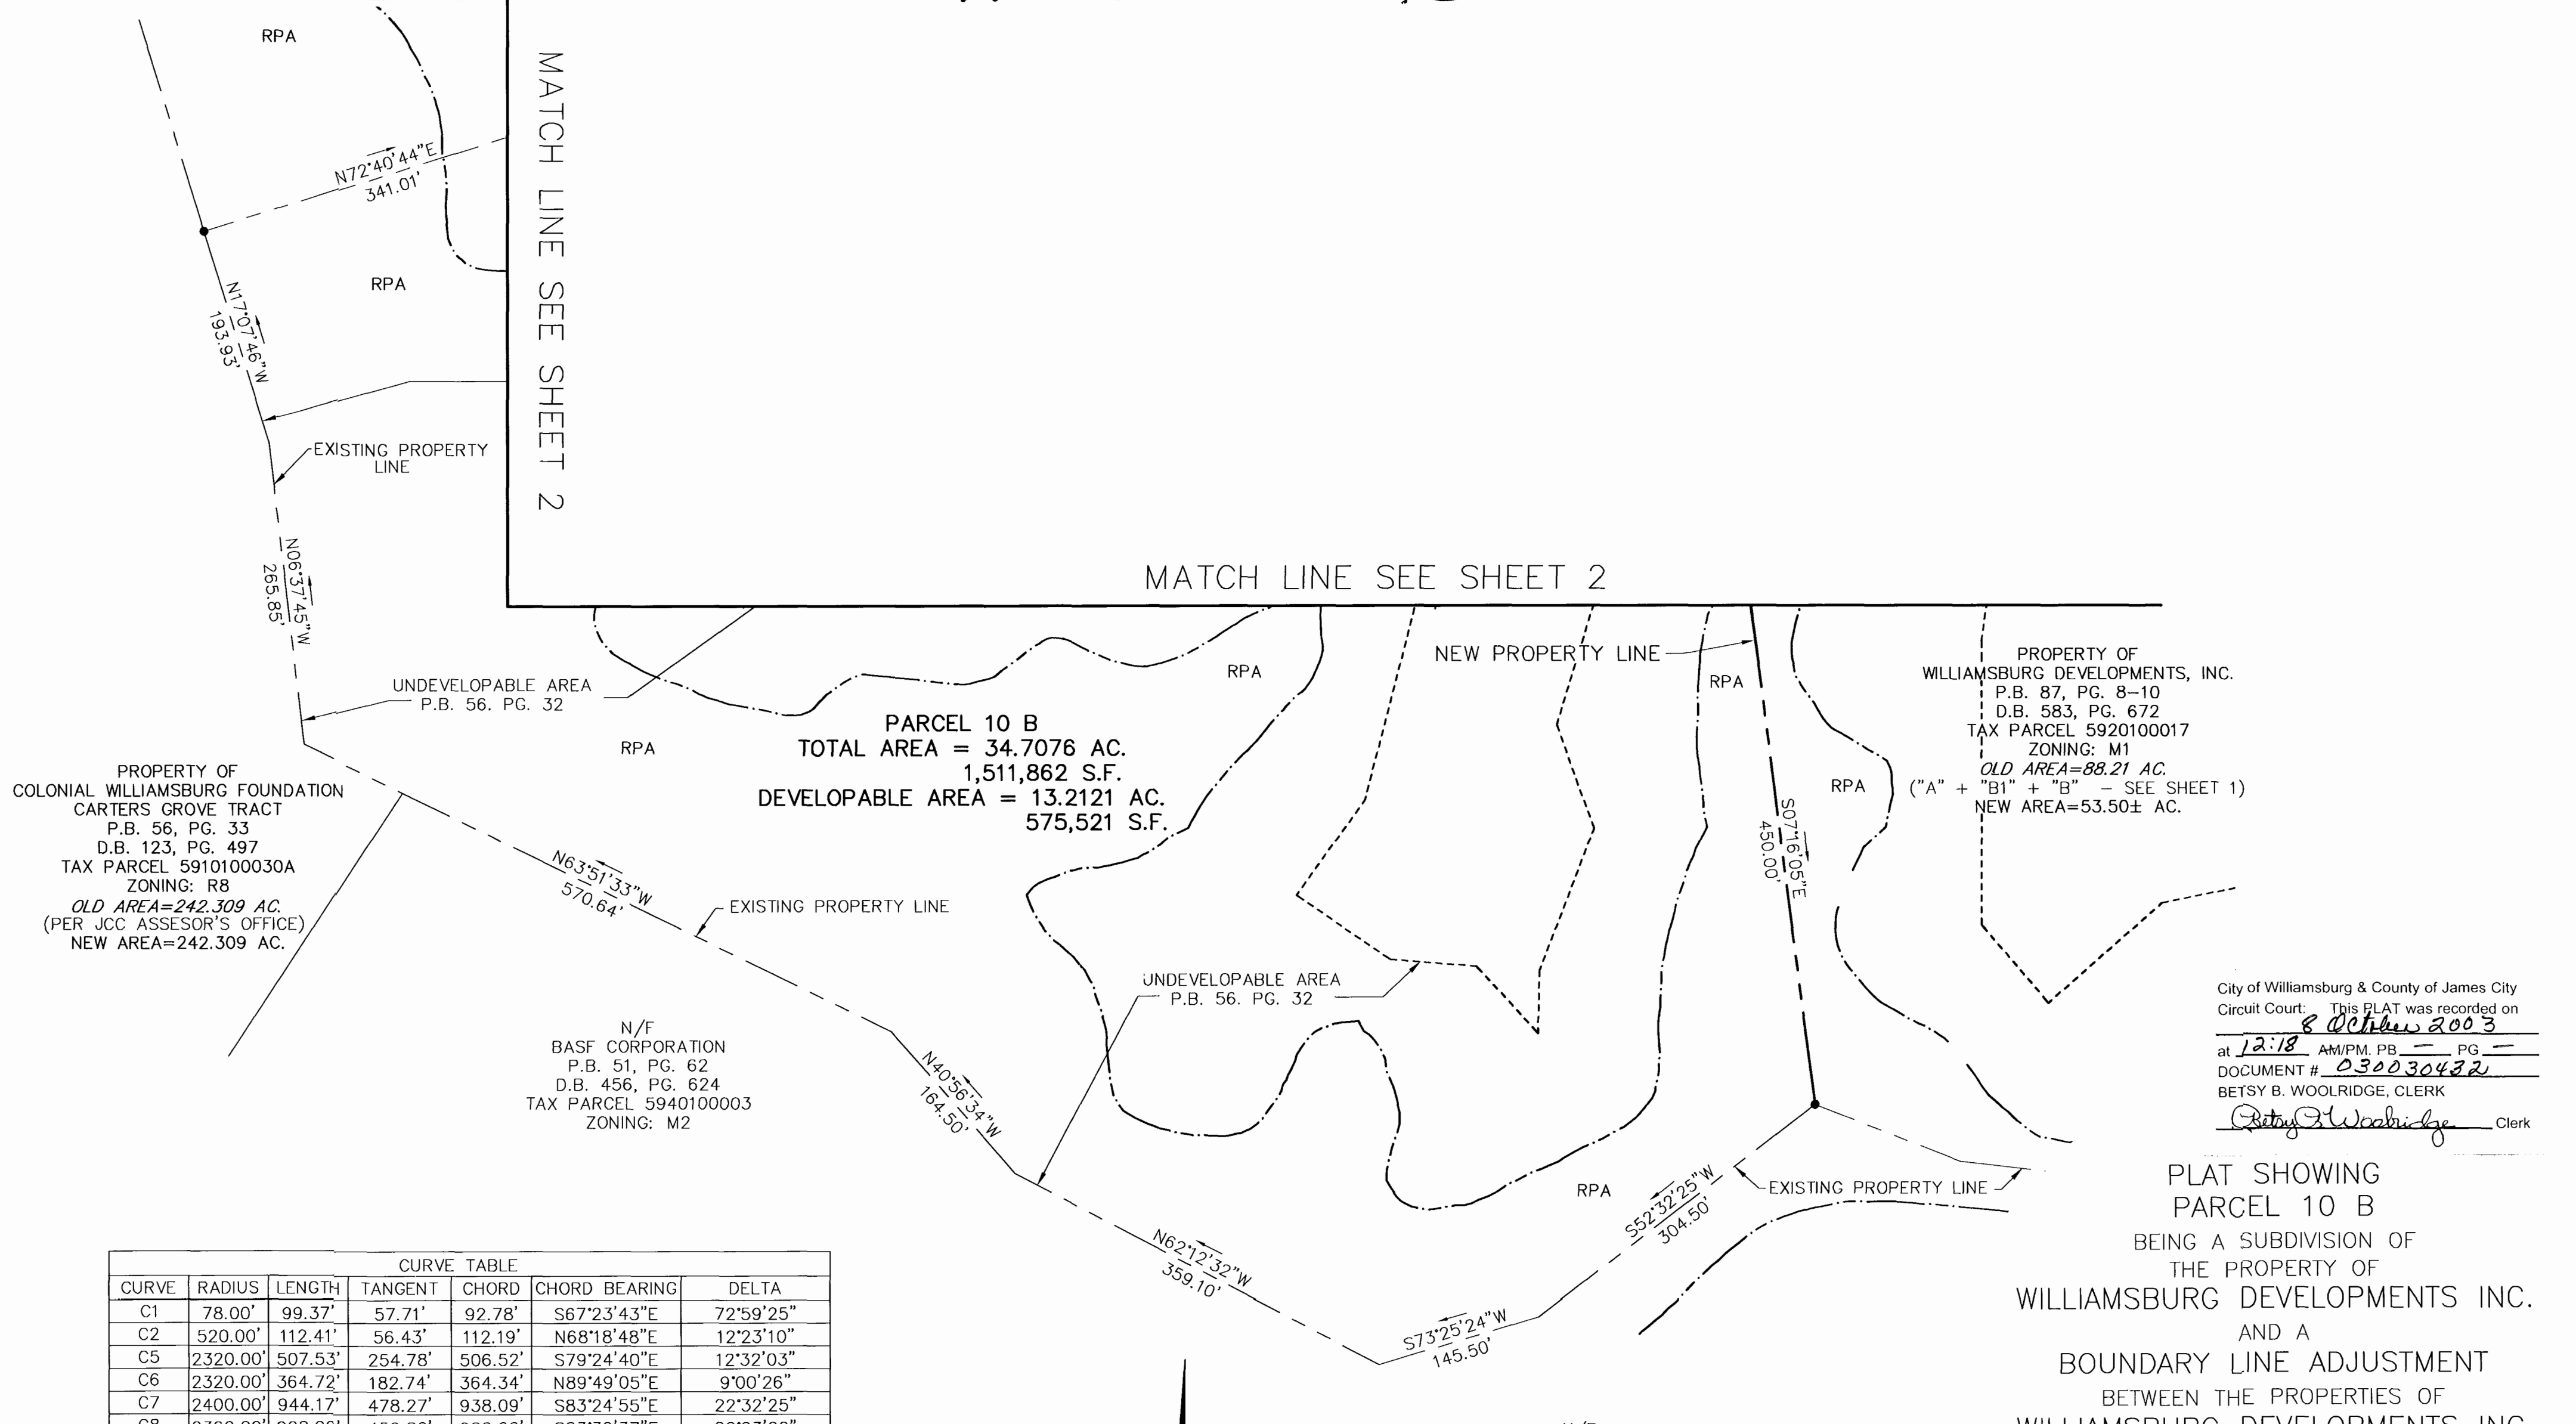 RPA
MATCH LINE SEE SHEET 2
N72°40'44"E
341.01'
RPA
N17°07'46"W
193.93'
EXISTING PROPERTY
LINE
N06°37'45"W
265.85'
MATCH LINE SEE SHEET 2
UNDEVELOPABLE AREA
P.B. 56. PG. 32
RPA
RPA
NEW PROPERTY LINE
RPA
PARCEL 10 B
TOTAL AREA = 34.7076 AC.
1,511,862 S.F.
DEVELOPABLE AREA = 13.2121 AC.
575,521 S.F.
PROPERTY OF
WILLIAMSBURG DEVELOPMENTS, INC.
P.B. 87, PG. 8-10
D.B. 583, PG. 672
TAX PARCEL 5920100017
ZONING: M1
OLD AREA=88.21 AC.
("A" + "B1" + "B" - SEE SHEET 1)
NEW AREA=53.50± AC.
RPA
S07°16'05"E
450.00'
PROPERTY OF
COLONIAL WILLIAMSBURG FOUNDATION
CARTERS GROVE TRACT
P.B. 56, PG. 33
D.B. 123, PG. 497
TAX PARCEL 5910100030A
ZONING: R8
OLD AREA=242.309 AC.
(PER JCC ASSESOR'S OFFICE)
NEW AREA=242.309 AC.
N63°51'33"W
570.64'
EXISTING PROPERTY LINE
UNDEVELOPABLE AREA
P.B. 56. PG. 32
N/F
BASF CORPORATION
P.B. 51, PG. 62
D.B. 456, PG. 624
TAX PARCEL 5940100003
ZONING: M2
N40°56'34"W
164.50'
N62°12'32"W
359.10'
S73°25'24"W
145.50'
RPA
S52°32'25"W
304.50'
EXISTING PROPERTY LINE
City of Williamsburg & County of James City
Circuit Court: This PLAT was recorded on
8 October 2003
at 12:18 AM/PM. PB — PG —
DOCUMENT # 030030432
BETSY B. WOOLRIDGE, CLERK
Betsy B Woolridge Clerk
PLAT SHOWING
PARCEL 10 B
BEING A SUBDIVISION OF
THE PROPERTY OF
WILLIAMSBURG DEVELOPMENTS INC.
AND A
BOUNDARY LINE ADJUSTMENT
BETWEEN THE PROPERTIES OF
WILLIAMSBURG DEVELOPMENTS INC
CURVE TABLE
CURVE RADIUS LENGTH TANGENT CHORD CHORD BEARING DELTA
C1 78.00' 99.37' 57.71' 92.78' S67°23'43"E 72°59'25"
C2 520.00' 112.41' 56.43' 112.19' N68°18'48"E 12°23'10"
C5 2320.00' 507.53' 254.78' 506.52' S79°24'40"E 12°32'03"
C6 2320.00' 364.72' 182.74' 364.34' N89°49'05"E 9°00'26"
C7 2400.00' 944.17' 478.27' 938.09' S83°24'55"E 22°32'25"